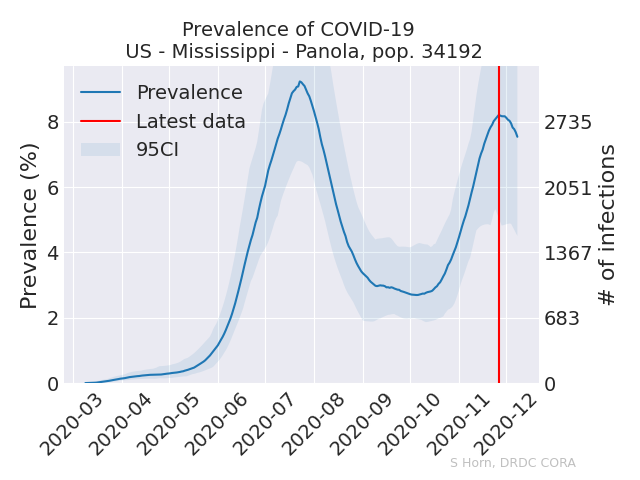 Prevalence of COVID-19
US - Mississippi - Panola, pop. 34192
Prevalence
Latest data
95CI
Prevalence (%)
8
6
4
2
0
2735
2051
1367
683
0
# of infections
2020-03
2020-04
2020-05
2020-06
2020-07
2020-08
2020-09
2020-10
2020-11
2020-12
S Horn, DRDC CORA